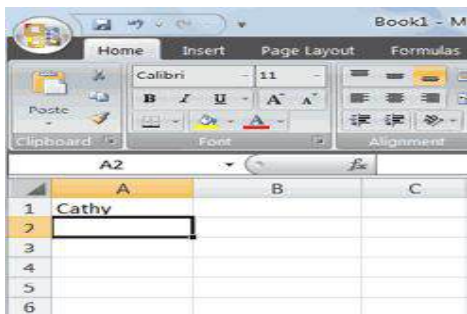 Book1 - M
Home Insert Page Layout Formulas
Paste
Calibri 11
B I U A A
A
Clipboard Font Alignment
A2 fx
A B C
1 Cathy
2
3
4
5
6